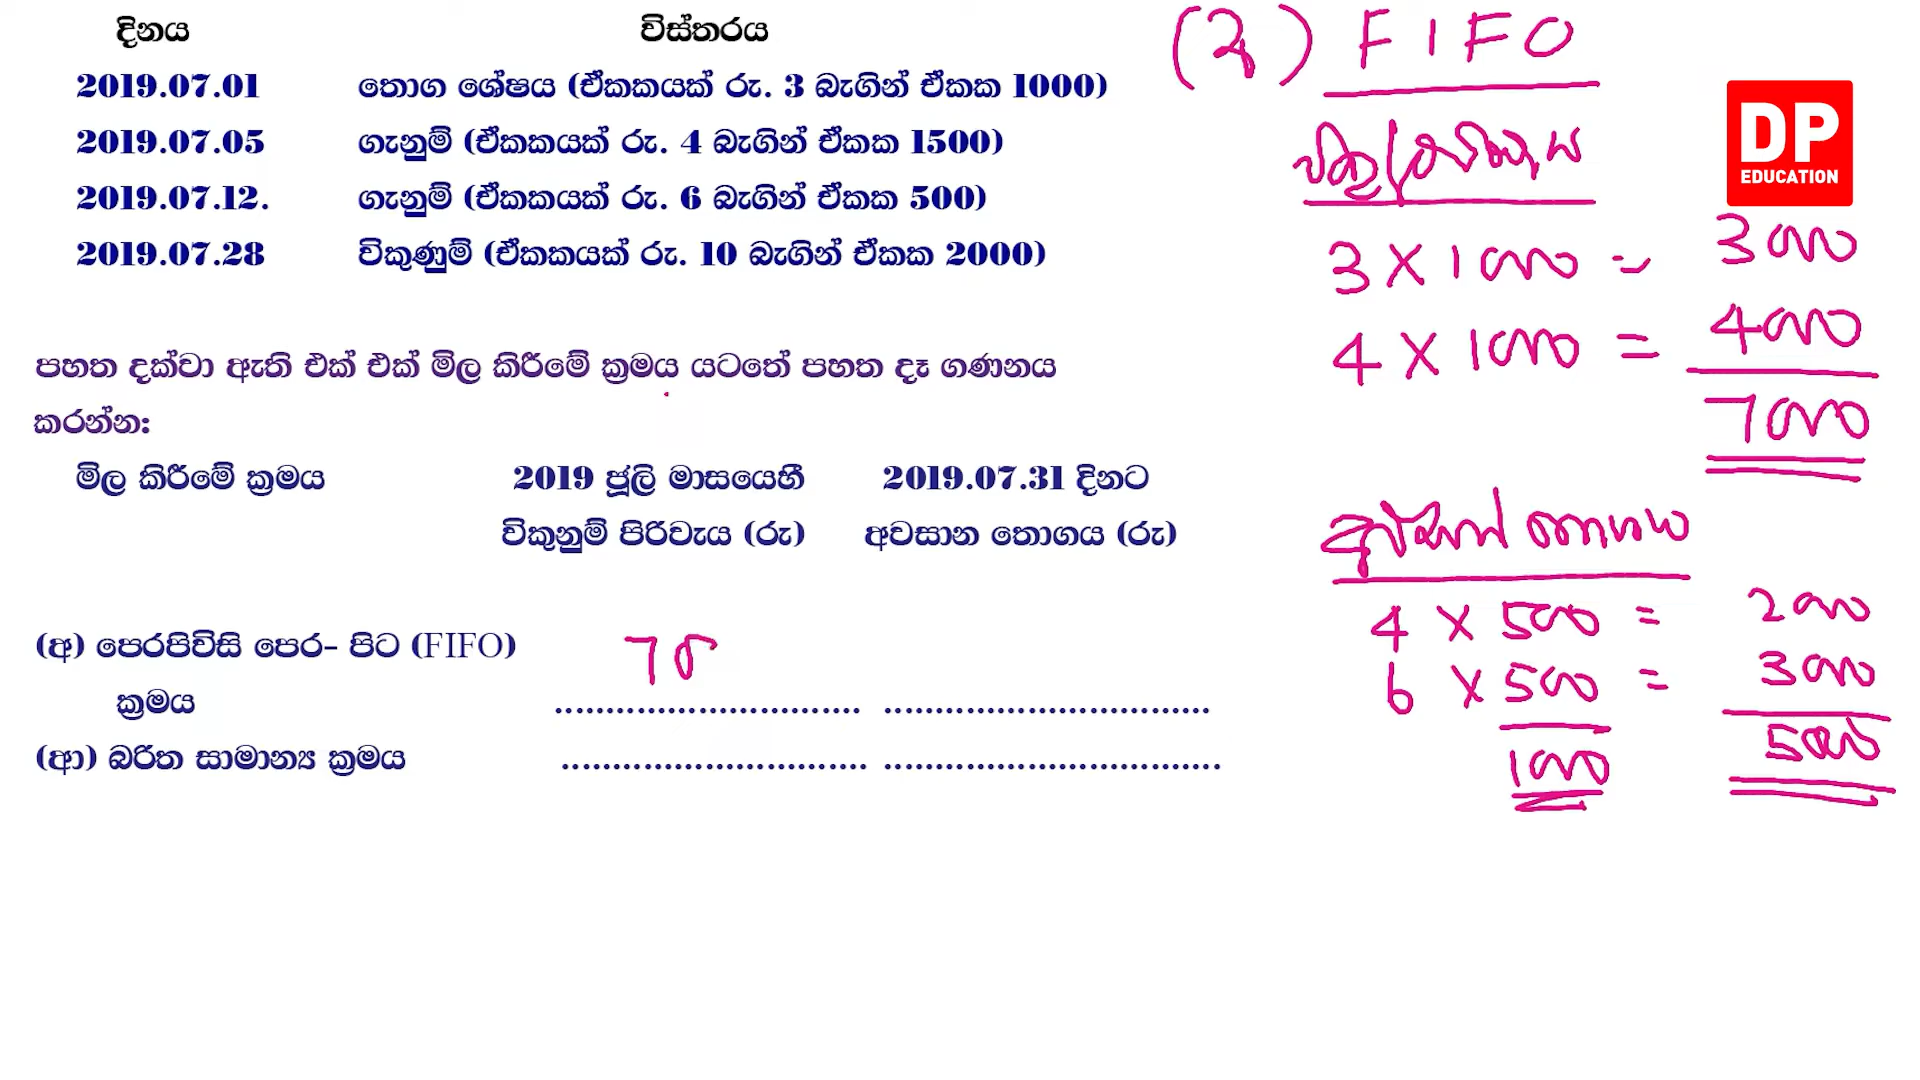 දිනය විස්තරය
2019.07.01 තොග ශේෂය (ඒකකයක් රු. 3 බැගින් ඒකක 1000)
2019.07.05 ගැනුම් (ඒකකයක් රු. 4 බැගින් ඒකක 1500)
2019.07.12. ගැනුම් (ඒකකයක් රු. 6 බැගින් ඒකක 500)
2019.07.28 විකුණුම් (ඒකකයක් රු. 10 බැගින් ඒකක 2000)
පහත දක්වා ඇති එක් එක් මිල කිරීමේ ක්‍රමය යටතේ පහත දෑ ගණනය
කරන්න:
මිල කිරීමේ ක්‍රමය 2019 ජූලි මාසයෙහී 2019.07.31 දිනට
විකුනුම් පිරිවැය (රු) අවසාන තොගය (රු)
(අ) පෙරපිවිසි පෙර- පිට (FIFO) 70
ක්‍රමය .............................. ................................
(ආ) බරිත සාමාන්‍ය ක්‍රමය .............................. .................................
(අ) FIFO
DP
EDUCATION
3 X 1000 = 3000
4 X 1000 = 4000
7000
අවසාන් තොගය
4 X 500 = 2000
6 X 500 = 3000
1000 5000